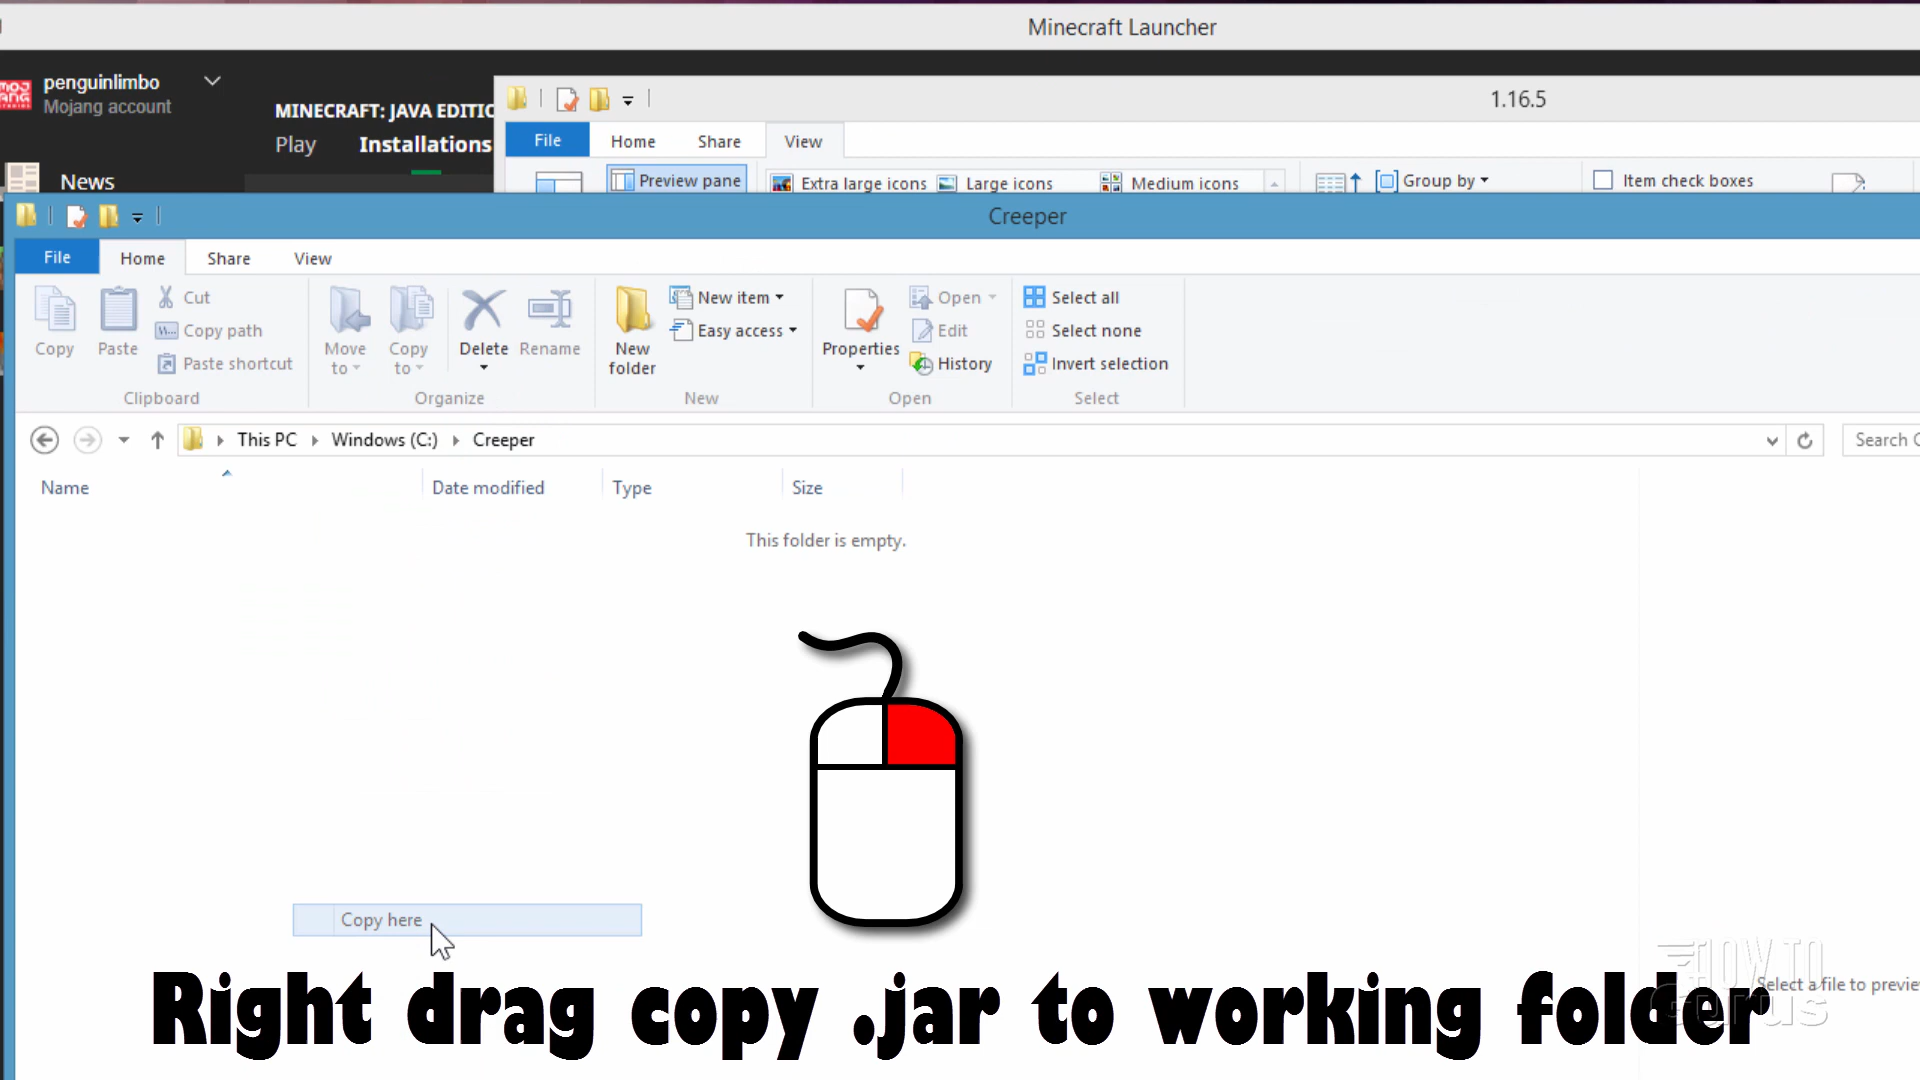 Minecraft Launcher
MOJ
ANG
penguinlimbo
Mojang account
MINECRAFT: JAVA EDITIO
Play Installations
News
1.16.5
File Home Share View
Preview pane
Extra large icons Large icons Medium icons
Group by
Item check boxes
Creeper
File Home Share View
Copy
Paste
Cut
Copy path
Paste shortcut
Clipboard
Move to
Copy to
Delete
Rename
Organize
New folder
New item
Easy access
New
Properties
Open
Edit
History
Open
Select all
Select none
Invert selection
Select
This PC Windows (C:) Creeper
Search C
Name Date modified Type Size
This folder is empty.
Copy here
Select a file to previe
HOW TO
Gurus
Right drag copy .jar to working folder